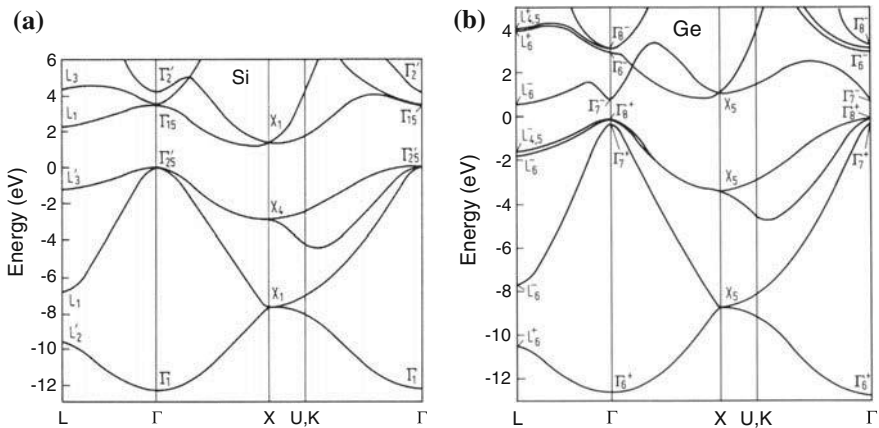 (a)
Si
Energy (eV)
6
4
2
0
-2
-4
-6
-8
-10
-12
L₃
L₁
L₃'
L₁
L₂'
Γ₂'
Γ₁₅
Γ₂₅'
Γ₁
X₁
X₄
X₁
Γ₂'
Γ₁₅
Γ₂₅'
Γ₁
L Γ X U,K Γ
(b)
Ge
Energy (eV)
4
2
0
-2
-4
-6
-8
-10
-12
L₄,₅⁻
L₆⁺
L₆⁻
L₄,₅⁻
L₆⁻
L₆⁻
L₆⁺
Γ₈⁻
Γ₆⁻
Γ₇⁻
Γ₈⁺
Γ₇⁺
Γ₆⁺
X₅
X₅
X₅
Γ₈⁻
Γ₆⁻
Γ₇⁻
Γ₈⁺
Γ₇⁺
Γ₆⁺
L Γ X U,K Γ